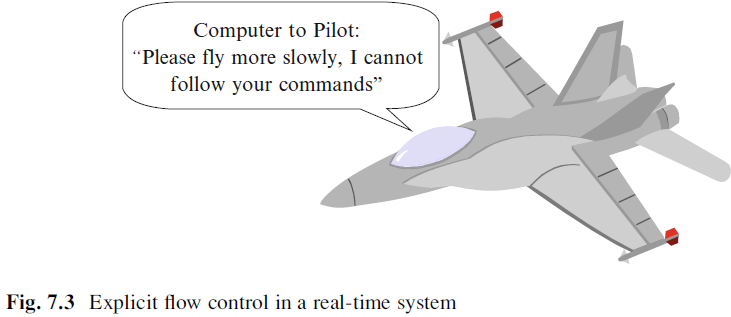 Computer to Pilot:
“Please fly more slowly, I cannot
follow your commands”
Fig. 7.3 Explicit flow control in a real-time system